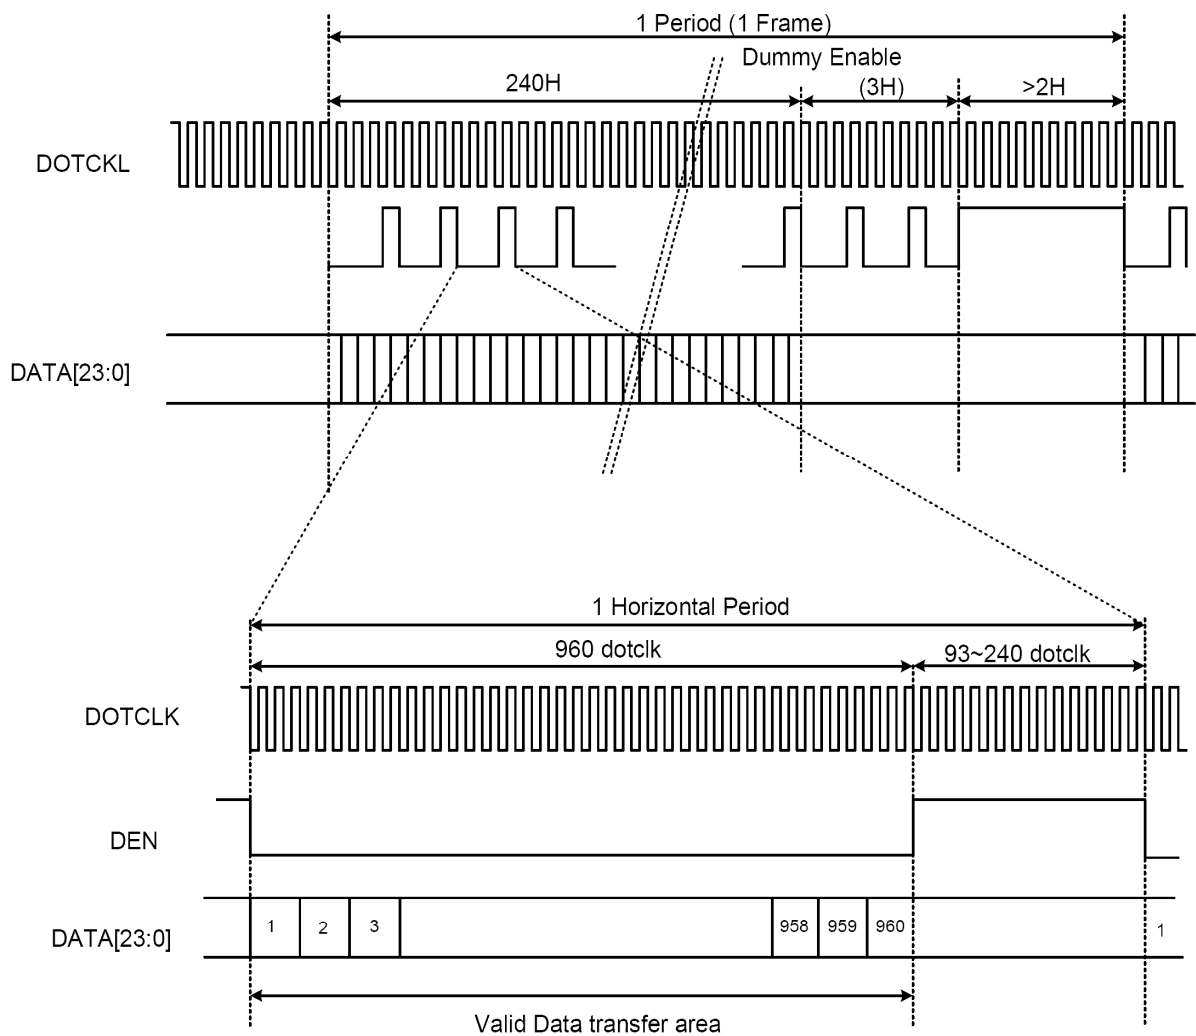 1 Period (1 Frame)
Dummy Enable
240H
(3H)
>2H
DOTCKL
DATA[23:0]
1 Horizontal Period
960 dotclk
93~240 dotclk
DOTCLK
DEN
DATA[23:0]
1
2
3
958
959
960
1
Valid Data transfer area